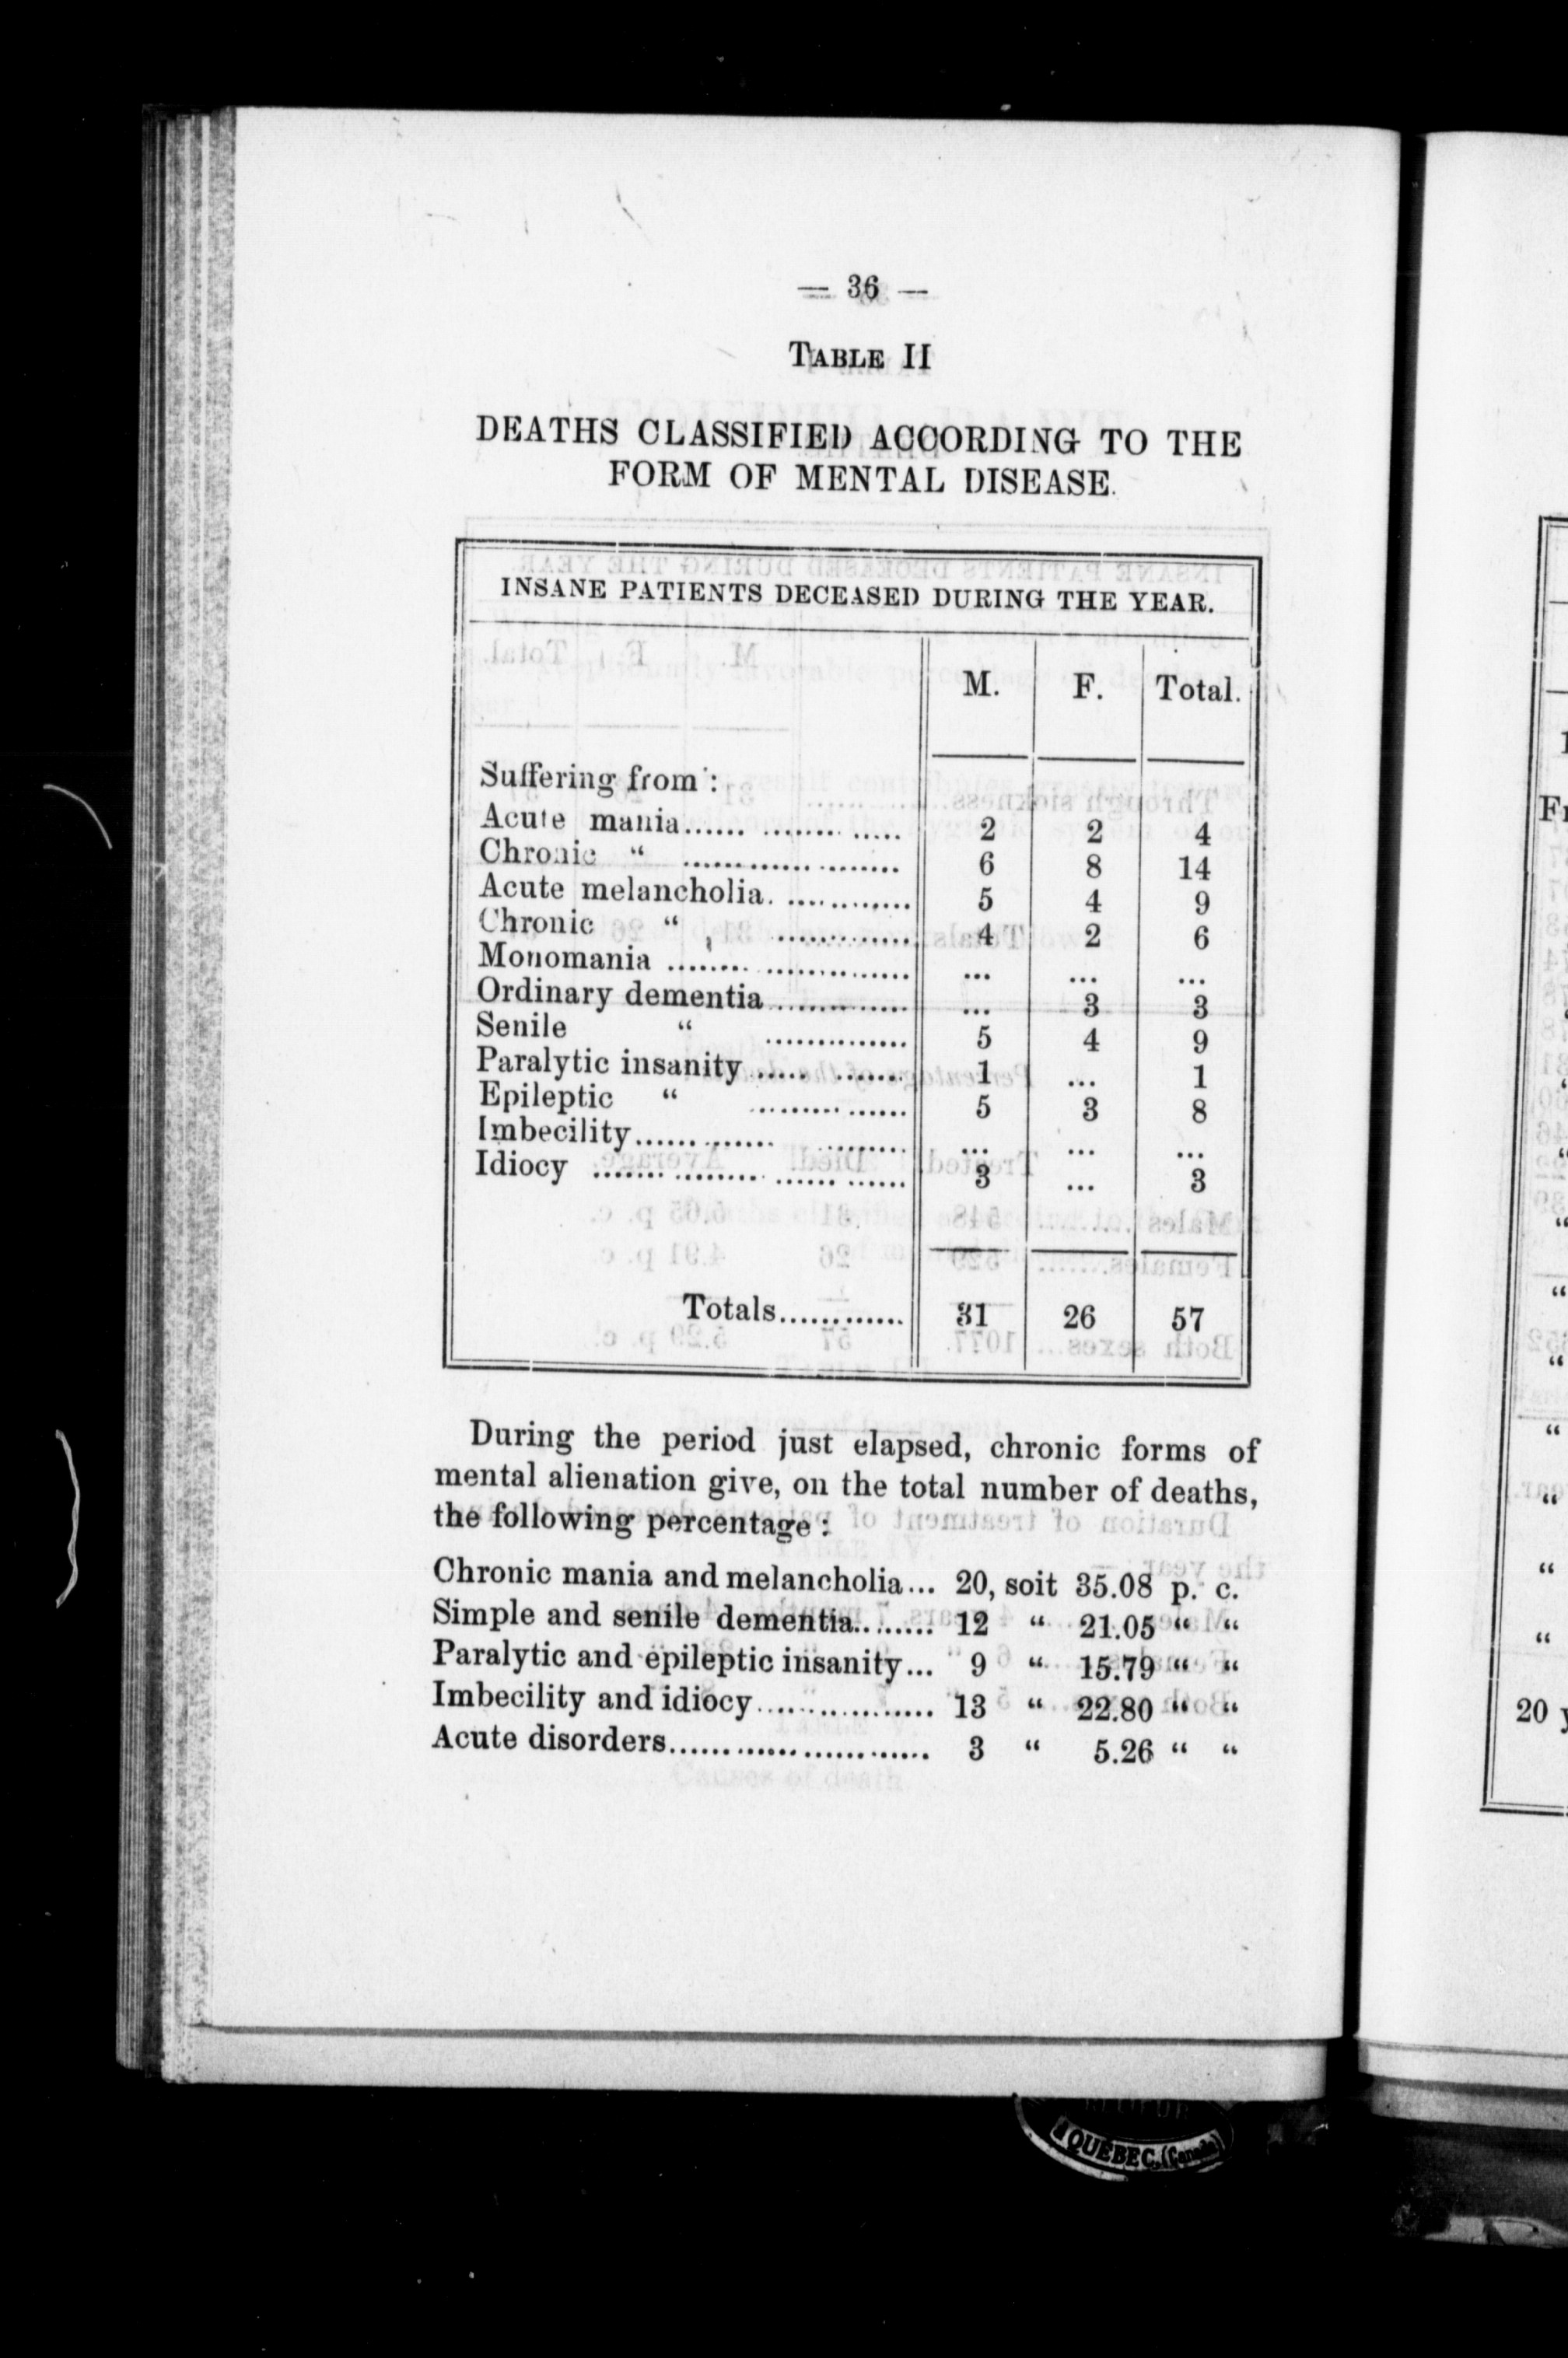 — 36 —
TABLE II
DEATHS CLASSIFIED ACCORDING TO THE
FORM OF MENTAL DISEASE.
INSANE PATIENTS DECEASED DURING THE YEAR.
M. F. Total.
Suffering from :
Acute mania...... ......... ..... 2 2 4
Chronic “ ............... ........ 6 8 14
Acute melancholia. ............ 5 4 9
Chronic “ .............. 4 2 6
Monomania ........ .............. ... ... ...
Ordinary dementia.............. ... 3 3
Senile “ .............. 5 4 9
Paralytic insanity...... ........ 1 ... 1
Epileptic “ ......... ...... 5 3 8
Imbecility............. ......... ... ... ...
Idiocy ....... ......... ...... ...... 3 ... 3
Totals............ 31 26 57
During the period just elapsed, chronic forms of
mental alienation give, on the total number of deaths,
the following percentage :
Chronic mania and melancholia... 20, soit 35.08 p. c.
Simple and senile dementia......... 12 “ 21.05 “ “
Paralytic and epileptic insanity... 9 “ 15.79 “ “
Imbecility and idiocy.................. 13 “ 22.80 “ “
Acute disorders.......................... 3 “ 5.26 “ “
QUÉBEC, (Canada)
20